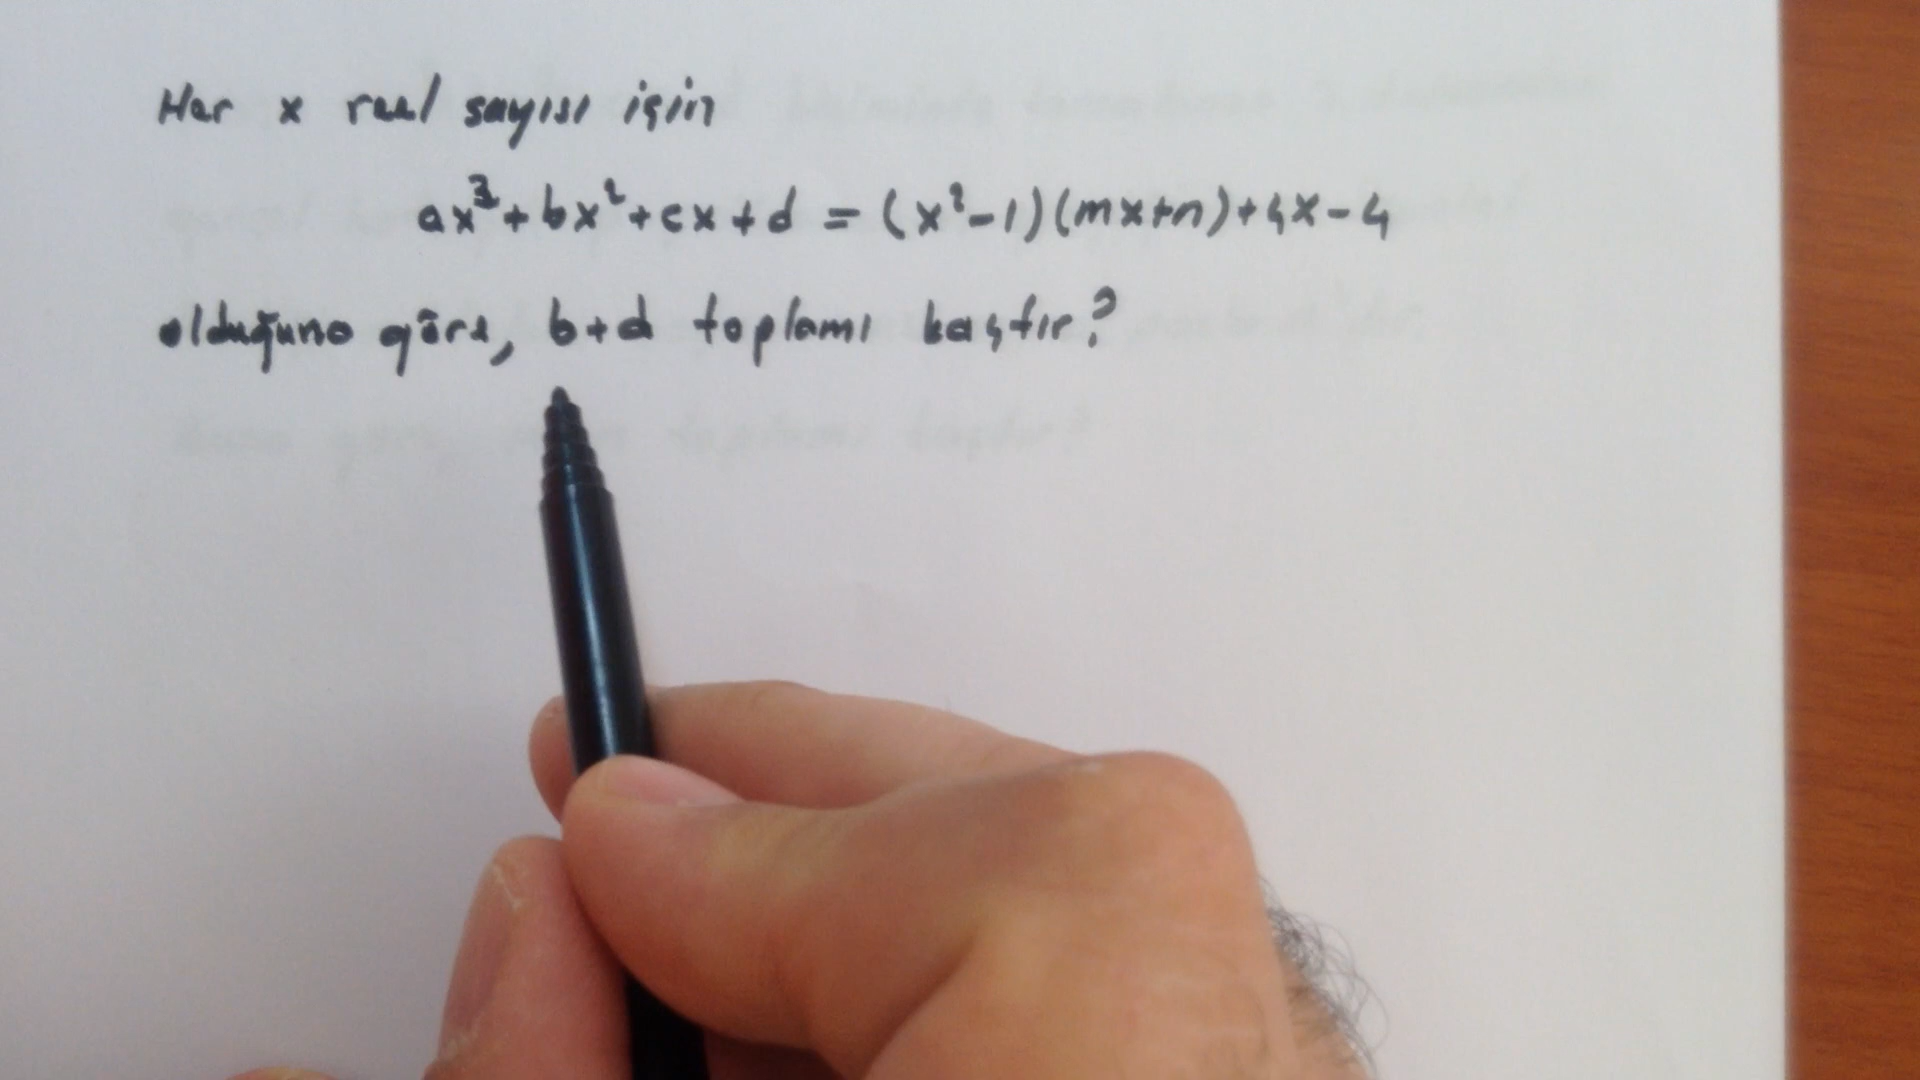 Her x reel sayısı için
ax³+bx²+cx+d = (x²-1)(mx+n)+4x-4
olduğuna göre, b+d toplamı kaçtır?